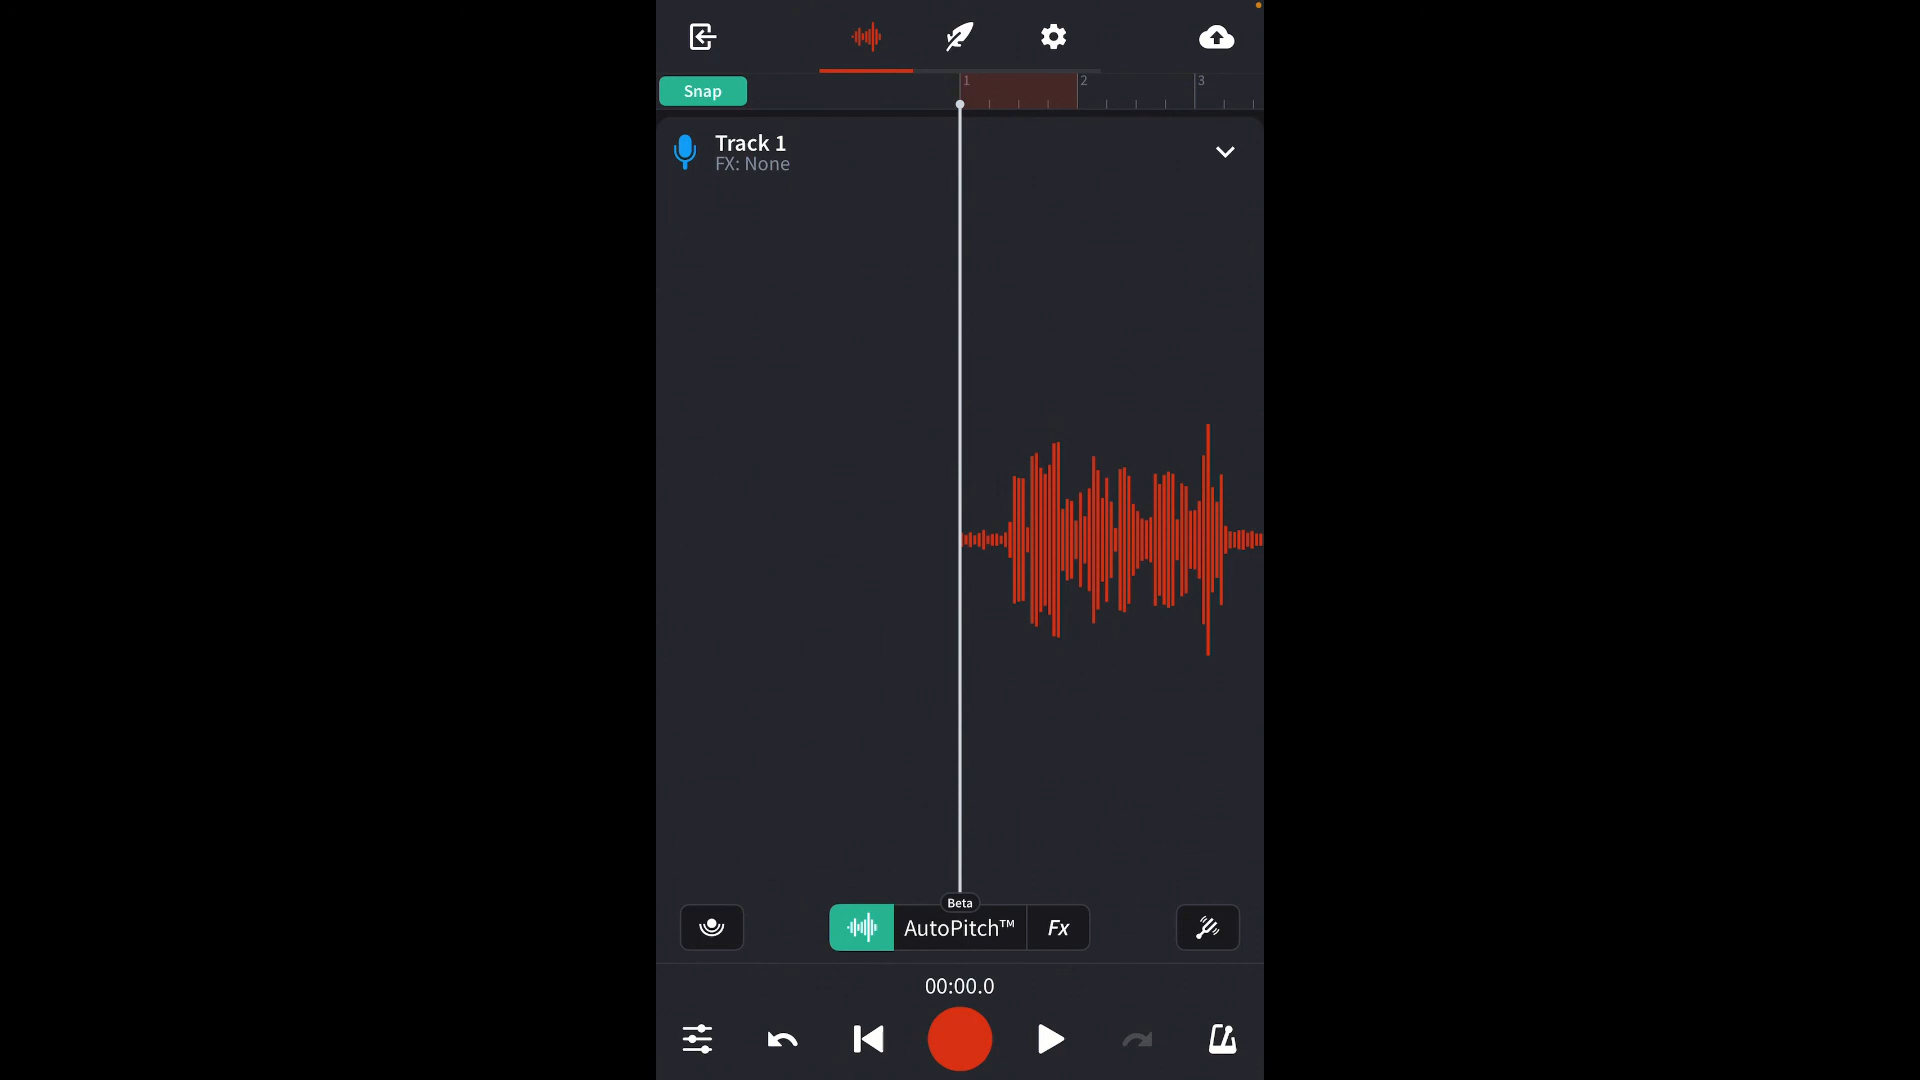 Snap
1 2 3
Track 1
FX: None
Beta
AutoPitch™ Fx
00:00.0